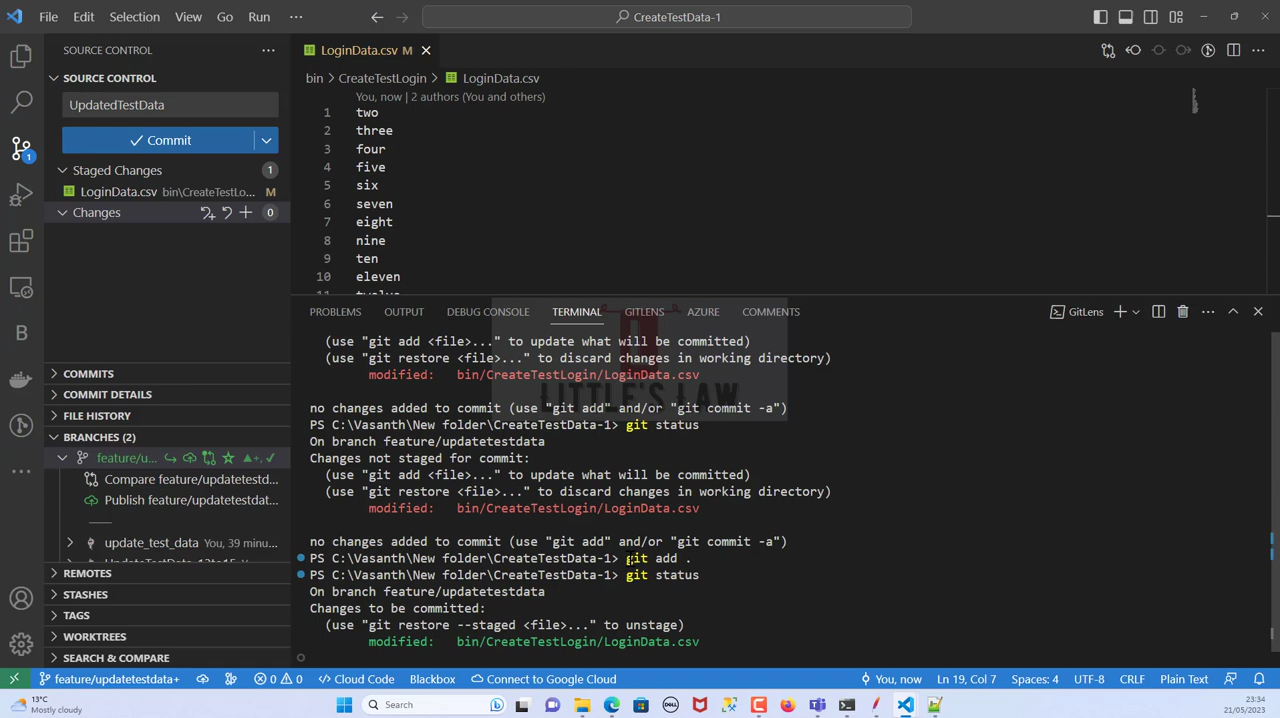 File Edit Selection View Go Run ··· CreateTestData-1
SOURCE CONTROL ···
SOURCE CONTROL
UpdatedTestData
Commit
Staged Changes 1
LoginData.csv bin\CreateTestLo... M
Changes 0
COMMITS
COMMIT DETAILS
FILE HISTORY
BRANCHES (2)
feature/u...
Compare feature/updatetestd...
Publish feature/updatetestdat...
update_test_data You, 39 min...
REMOTES
STASHES
TAGS
WORKTREES
SEARCH & COMPARE
LoginData.csv M
bin > CreateTestLogin > LoginData.csv
You, now | 2 authors (You and others)
1 two
2 three
3 four
4 five
5 six
6 seven
7 eight
8 nine
9 ten
10 eleven
11 twelve
PROBLEMS OUTPUT DEBUG CONSOLE TERMINAL GITLENS AZURE COMMENTS GitLens
(use "git add <file>..." to update what will be committed)
(use "git restore <file>..." to discard changes in working directory)
modified: bin/CreateTestLogin/LoginData.csv
LITTLE'S LAW
no changes added to commit (use "git add" and/or "git commit -a")
PS C:\Vasanth\New folder\CreateTestData-1> git status
On branch feature/updatetestdata
Changes not staged for commit:
(use "git add <file>..." to update what will be committed)
(use "git restore <file>..." to discard changes in working directory)
modified: bin/CreateTestLogin/LoginData.csv
no changes added to commit (use "git add" and/or "git commit -a")
PS C:\Vasanth\New folder\CreateTestData-1> git add .
PS C:\Vasanth\New folder\CreateTestData-1> git status
On branch feature/updatetestdata
Changes to be committed:
(use "git restore --staged <file>..." to unstage)
modified: bin/CreateTestLogin/LoginData.csv
feature/updatetestdata+ 0 0 Cloud Code Blackbox Connect to Google Cloud You, now Ln 19, Col 7 Spaces: 4 UTF-8 CRLF Plain Text
13°C
Mostly cloudy
Search
23:34
21/05/2023